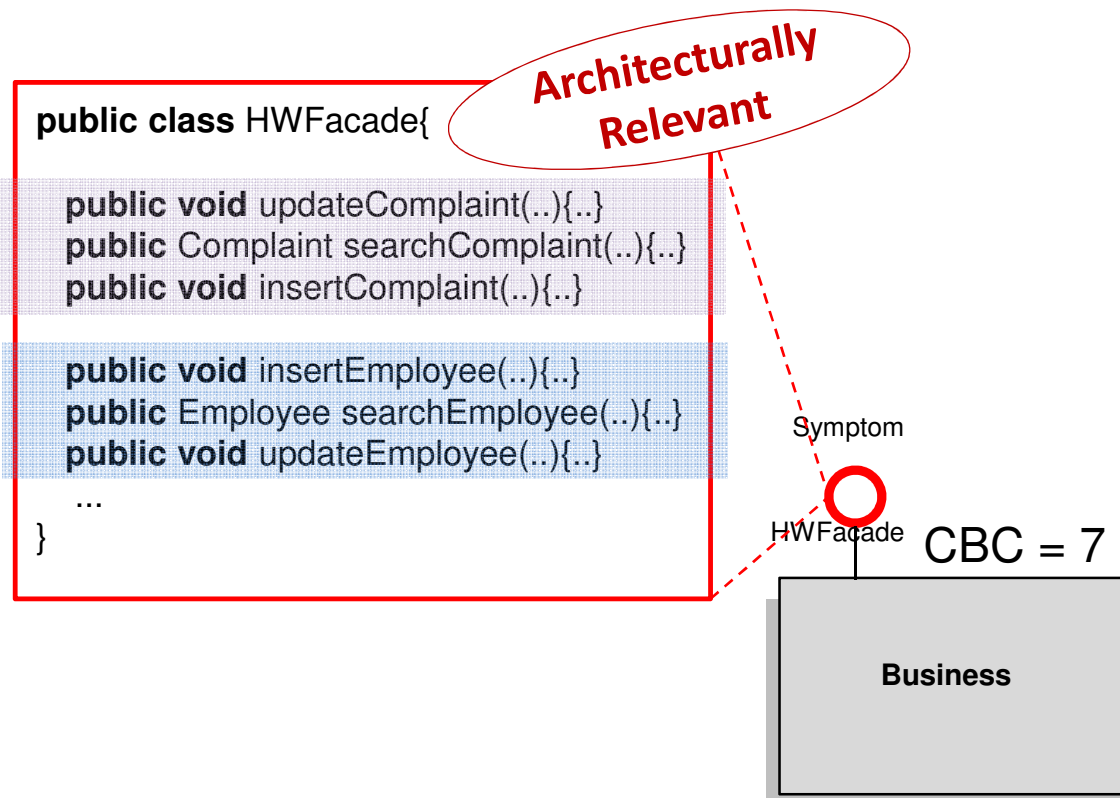 Architecturally
Relevant
public class HWFacade{
public void updateComplaint(..){..}
public Complaint searchComplaint(..){..}
public void insertComplaint(..){..}
public void insertEmployee(..){..}
public Employee searchEmployee(..){..}
public void updateEmployee(..){..}
...
}
Symptom
HWFacade
CBC = 7
Business